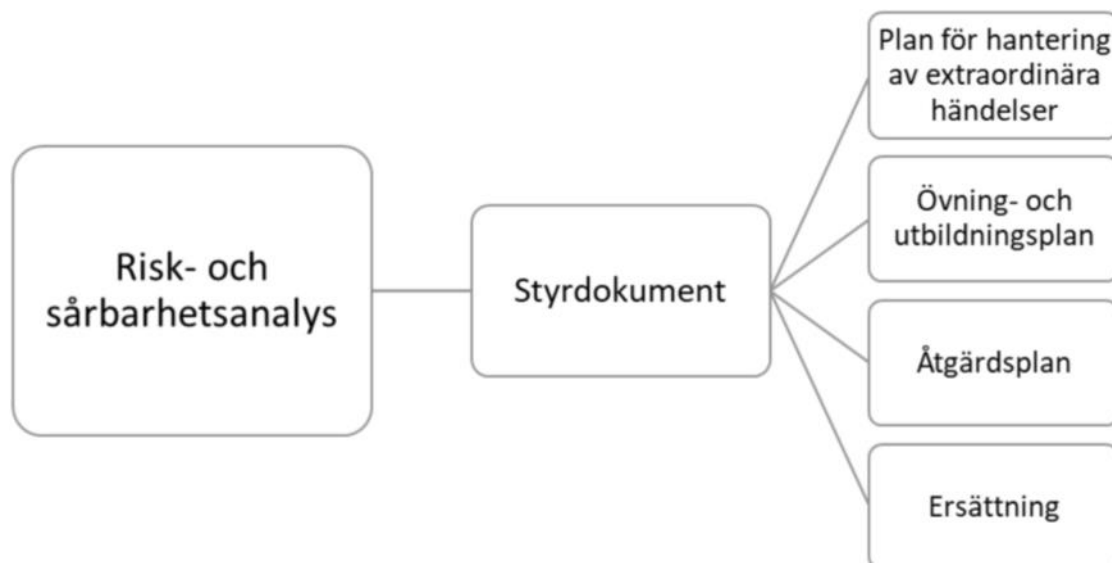 Risk- och
sårbarhetsanalys
Styrdokument
Plan för hantering
av extraordinära
händelser
Övning- och
utbildningsplan
Åtgärdsplan
Ersättning